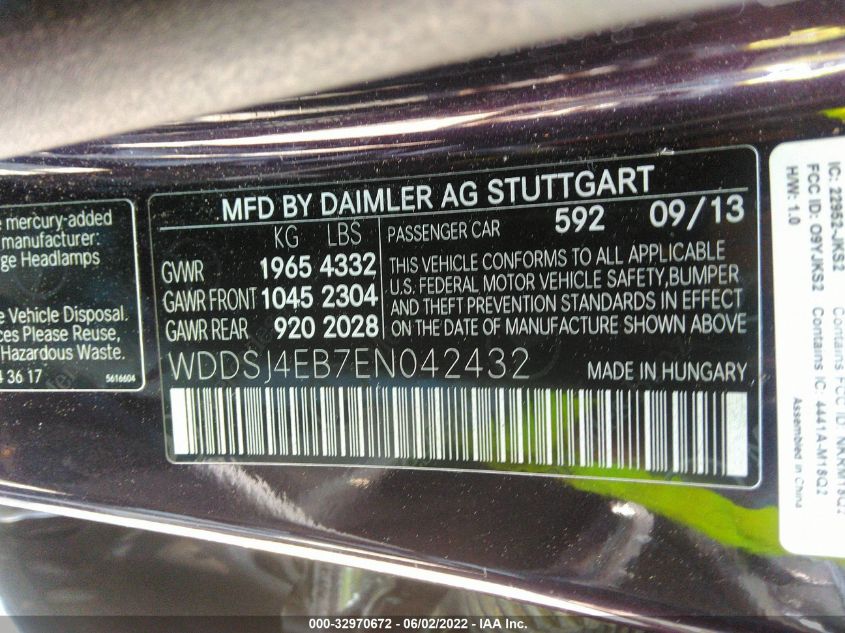 e mercury-added
manufacturer:
ge Headlamps
e Vehicle Disposal.
ces Please Reuse,
Hazardous Waste.
4 36 17
5616604
MFD BY DAIMLER AG STUTTGART
KG LBS
GVWR 1965 4332
GAWR FRONT 1045 2304
GAWR REAR 920 2028
PASSENGER CAR 592 09/13
THIS VEHICLE CONFORMS TO ALL APPLICABLE
U.S. FEDERAL MOTOR VEHICLE SAFETY,BUMPER
AND THEFT PREVENTION STANDARDS IN EFFECT
ON THE DATE OF MANUFACTURE SHOWN ABOVE
WDDSJ4EB7EN042432
MADE IN HUNGARY
IC: 22952-JKS2
FCC ID: O9YJKS2
H/W: 1.0
Contains FCC ID:
Contains IC: 4441A-M18Q2
Assembled in China
000-32970672 | 06/02/2022 - IAA Inc.